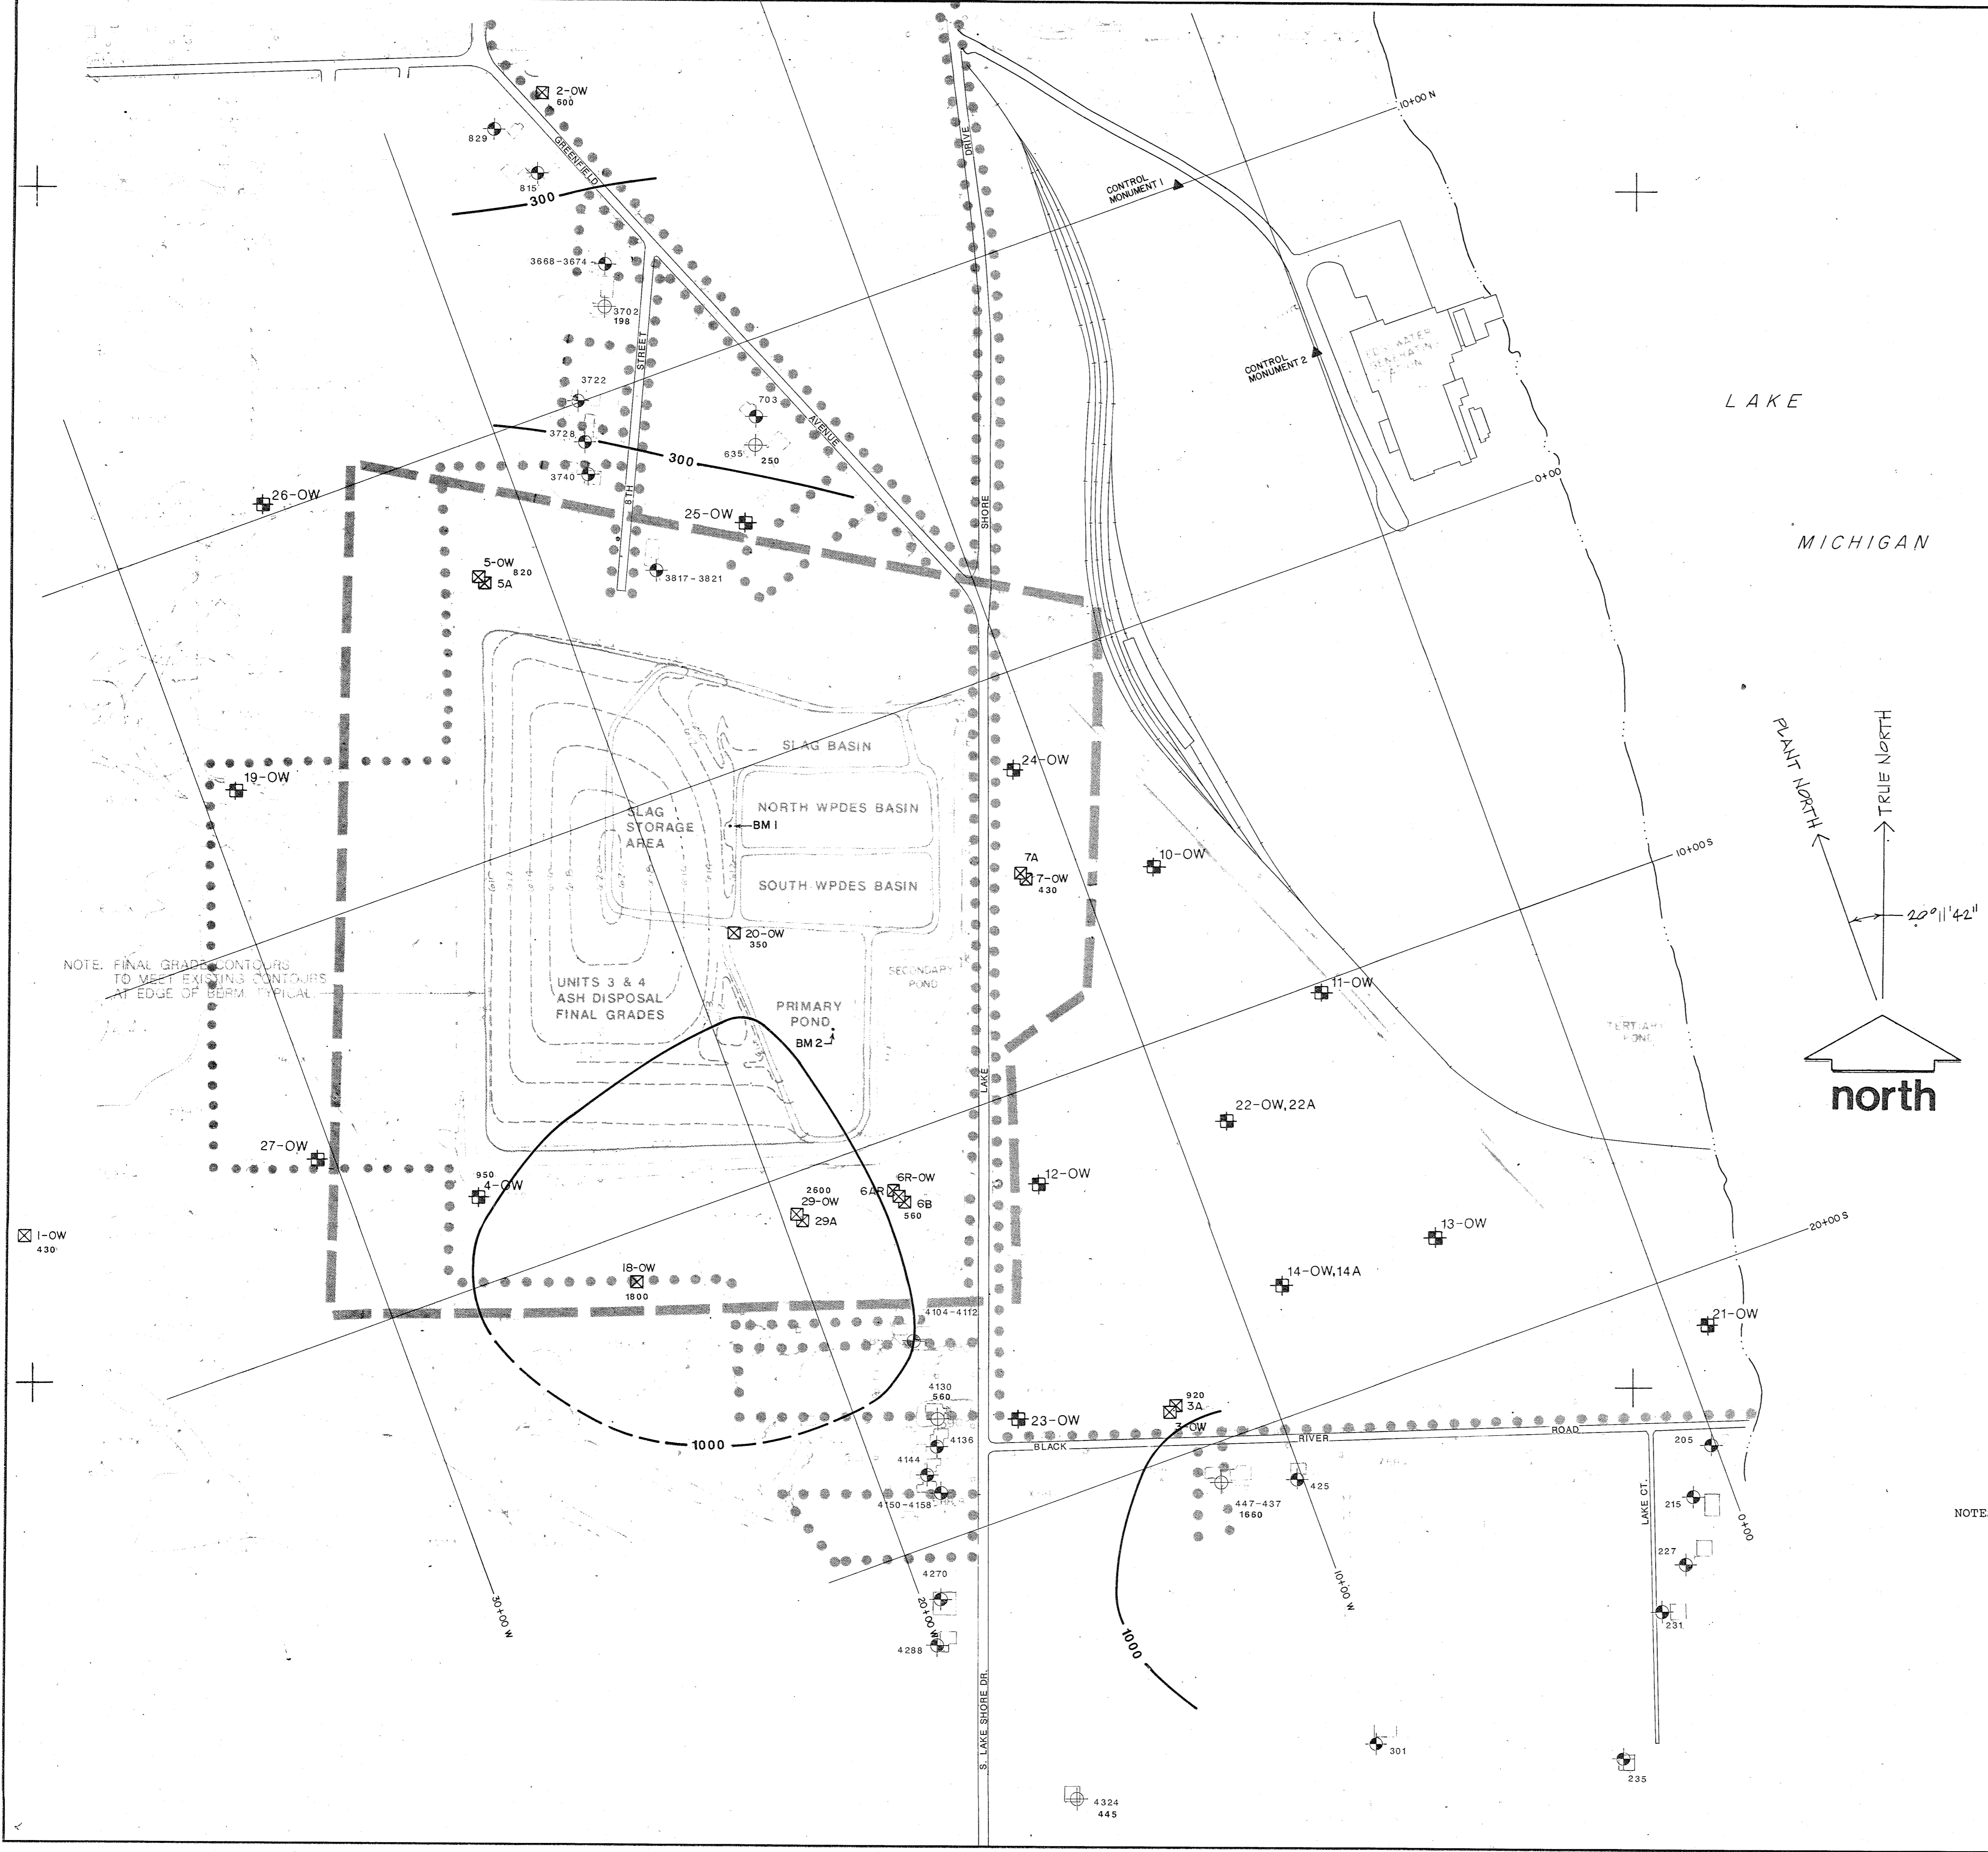 2-OW
600
829
GREENFIELD
815
300
DRIVE
10+00 N
CONTROL
MONUMENT 1
3668-3674
3702
198
STREET
CONTROL
MONUMENT 2
LAKE
3722
703
AVENUE
3728
635
250
300
3740
0+00
26-OW
8TH
25-OW
SHORE
MICHIGAN
5-OW
820
5A
3817-3821
PLANT NORTH
TRUE NORTH
SLAG BASIN
24-OW
19-OW
NORTH WPDES BASIN
SLAG
STORAGE
AREA
BM 1
10+00 S
7A
7-OW
430
10-OW
SOUTH WPDES BASIN
20°11'42"
20-OW
350
NOTE: FINAL GRADE CONTOURS
TO MEET EXISTING CONTOURS
AT EDGE OF BERM, TYPICAL
SECONDARY
POND
UNITS 3 & 4
ASH DISPOSAL
FINAL GRADES
11-OW
PRIMARY
POND
BM 2
TERTIARY
POND
LAKE
north
22-OW,22A
27-OW
950
4-OW
6R-OW
6AR
6B
560
2600
29-OW
29A
12-OW
1-OW
430
13-OW
20+00 S
18-OW
1800
14-OW,14A
4104-4112
21-OW
4130
560
920
3A
3-OW
23-OW
4136
1000
BLACK
RIVER
ROAD
205
4144
425
4150-4158
447-437
1660
215
LAKE CT.
NOTE
0+00
227
4270
30+00 W
20+00 W
10+00 W
231
4288
1000
S. LAKE SHORE DR.
301
235
4324
445